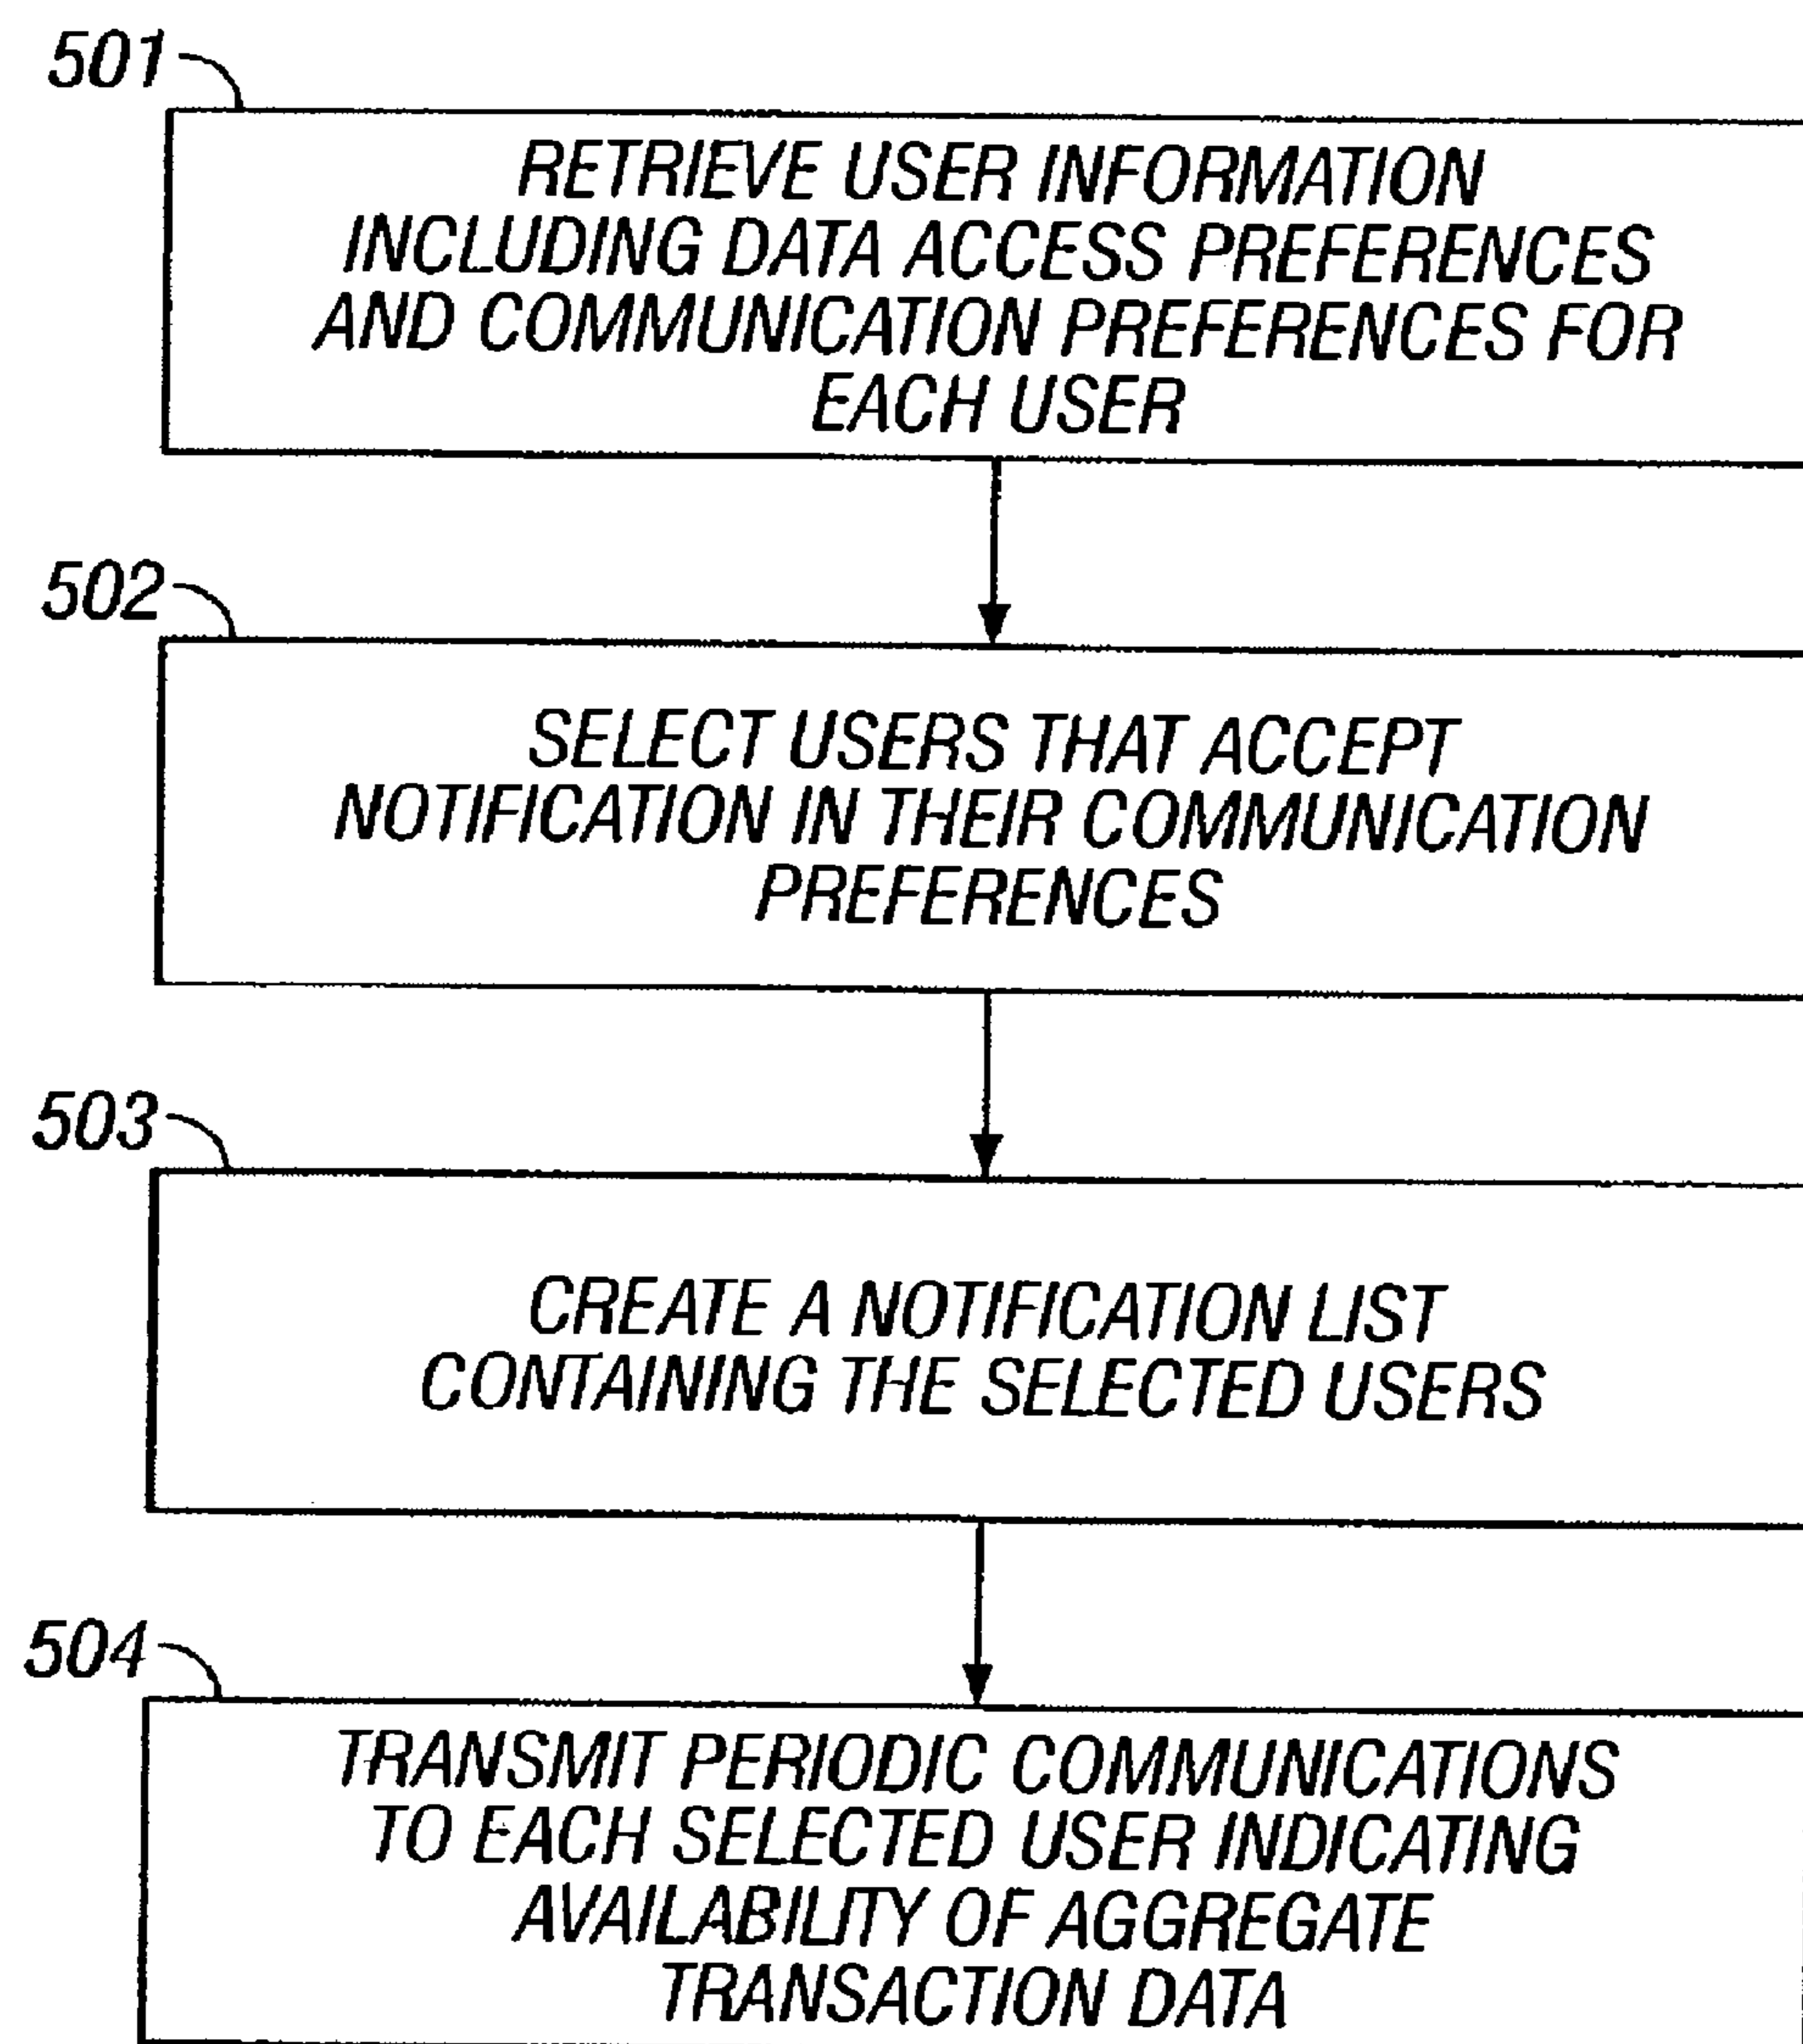 501
RETRIEVE USER INFORMATION
INCLUDING DATA ACCESS PREFERENCES
AND COMMUNICATION PREFERENCES FOR
EACH USER
502
SELECT USERS THAT ACCEPT
NOTIFICATION IN THEIR COMMUNICATION
PREFERENCES
503
CREATE A NOTIFICATION LIST
CONTAINING THE SELECTED USERS
504
TRANSMIT PERIODIC COMMUNICATIONS
TO EACH SELECTED USER INDICATING
AVAILABILITY OF AGGREGATE
TRANSACTION DATA